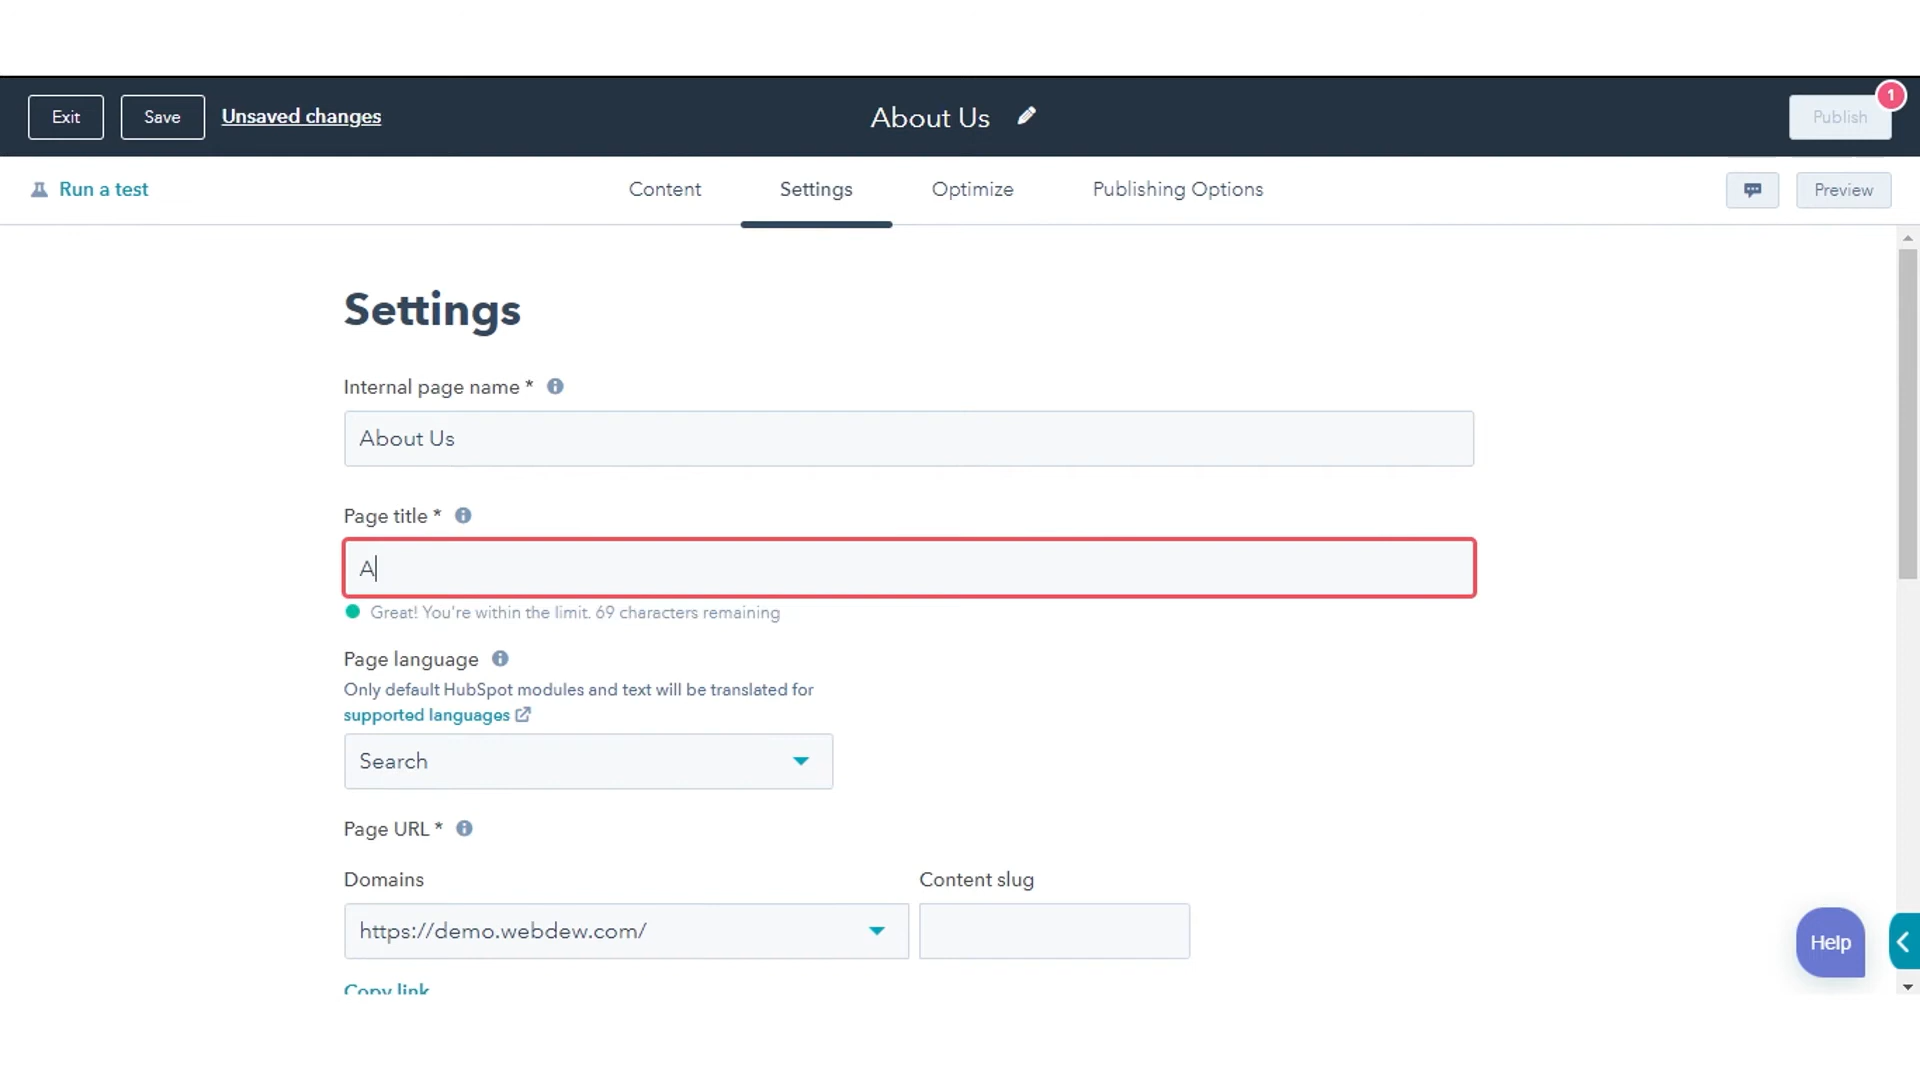 Exit
Save
Unsaved changes
About Us
Publish
1
Run a test
Content
Settings
Optimize
Publishing Options
Preview
Settings
Internal page name *
About Us
Page title *
A
Great! You're within the limit. 69 characters remaining
Page language
Only default HubSpot modules and text will be translated for
supported languages
Search
Page URL *
Domains
Content slug
https://demo.webdew.com/
Copy link
Help